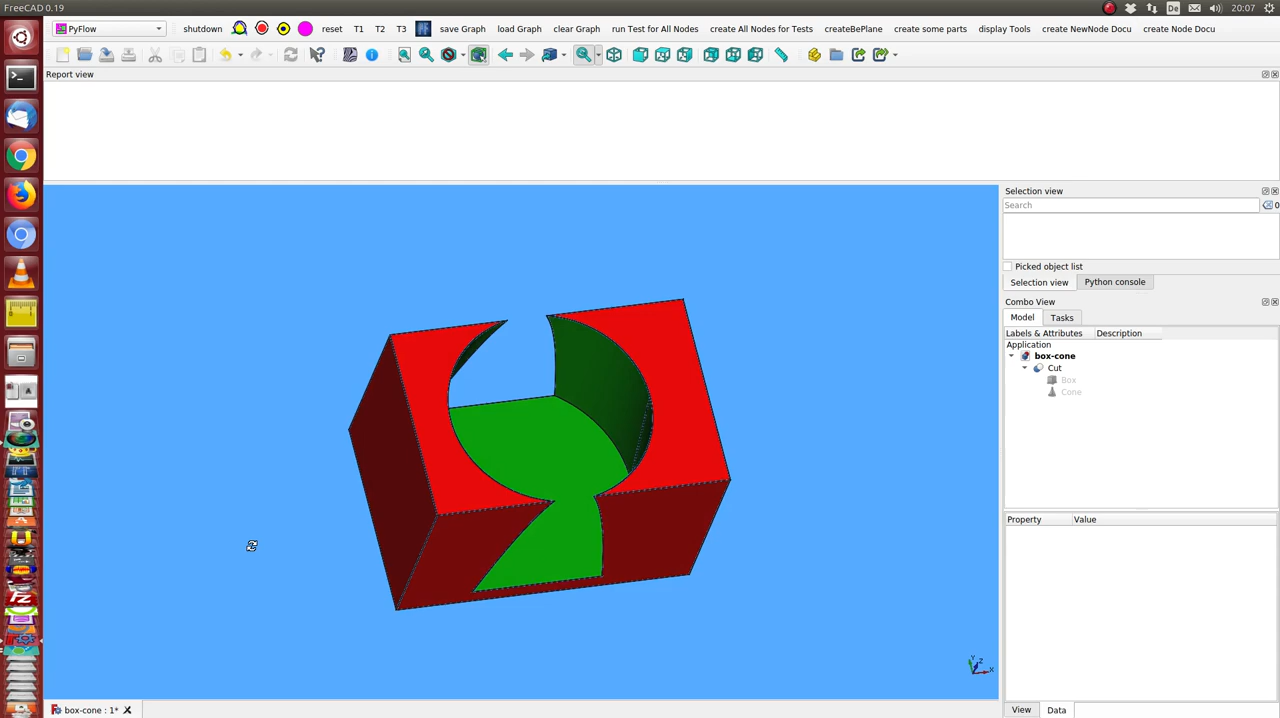 FreeCAD 0.19
De
20:07
PyFlow
shutdown
reset
T1
T2
T3
save Graph
load Graph
clear Graph
run Test for All Nodes
create All Nodes for Tests
createBePlane
create some parts
display Tools
create NewNode Docu
create Node Docu
Report view
Selection view
Search
0
Picked object list
Selection view
Python console
Combo View
Model
Tasks
Labels & Attributes
Description
Application
box-cone
Cut
Box
Cone
Property
Value
Y
Z
X
box-cone : 1*
View
Data